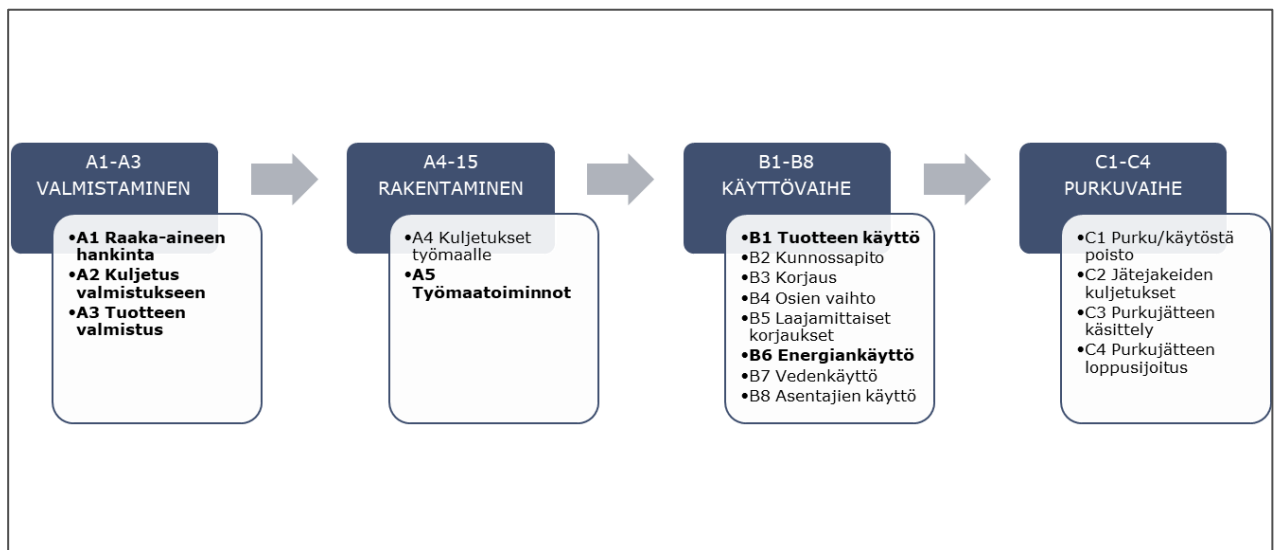 A1-A3
VALMISTAMINEN
•A1 Raaka-aineen
hankinta
•A2 Kuljetus
valmistukseen
•A3 Tuotteen
valmistus
A4-15
RAKENTAMINEN
•A4 Kuljetukset
työmaalle
•A5
Työmaatoiminnot
B1-B8
KÄYTTÖVAIHE
•B1 Tuotteen käyttö
•B2 Kunnossapito
•B3 Korjaus
•B4 Osien vaihto
•B5 Laajamittaiset
korjaukset
•B6 Energiankäyttö
•B7 Vedenkäyttö
•B8 Asentajien käyttö
C1-C4
PURKUVAIHE
•C1 Purku/käytöstä
poisto
•C2 Jätejakeiden
kuljetukset
•C3 Purkujätteen
käsittely
•C4 Purkujätteen
loppusijoitus